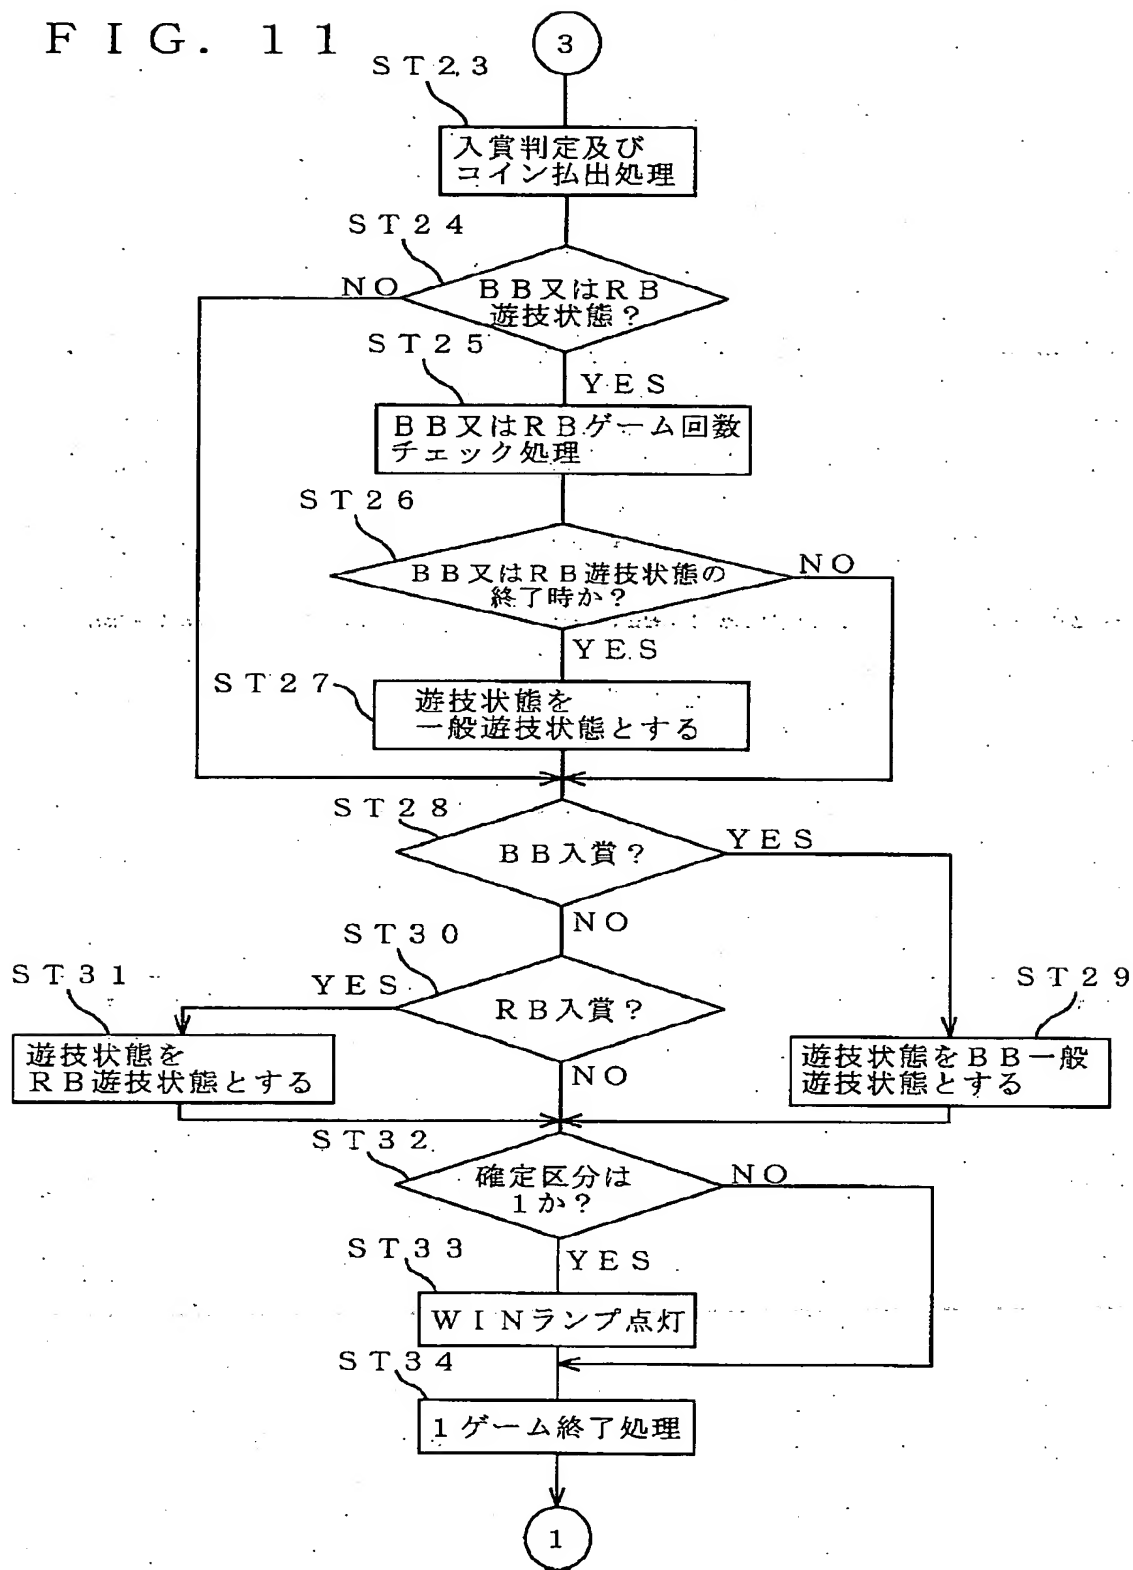 FIG. 11
3
ST23
入賞判定及び
コイン払出処理
ST24
NO
BB又はRB
遊技状態?
ST25
YES
BB又はRBゲーム回数
チェック処理
ST26
BB又はRB遊技状態の
終了時か?
NO
YES
ST27
遊技状態を
一般遊技状態とする
ST28
BB入賞?
YES
NO
ST30
ST31
YES
RB入賞?
ST29
遊技状態を
RB遊技状態とする
NO
遊技状態をBB一般
遊技状態とする
ST32
確定区分は
1か?
NO
ST33
YES
WINランプ点灯
ST34
1ゲーム終了処理
1